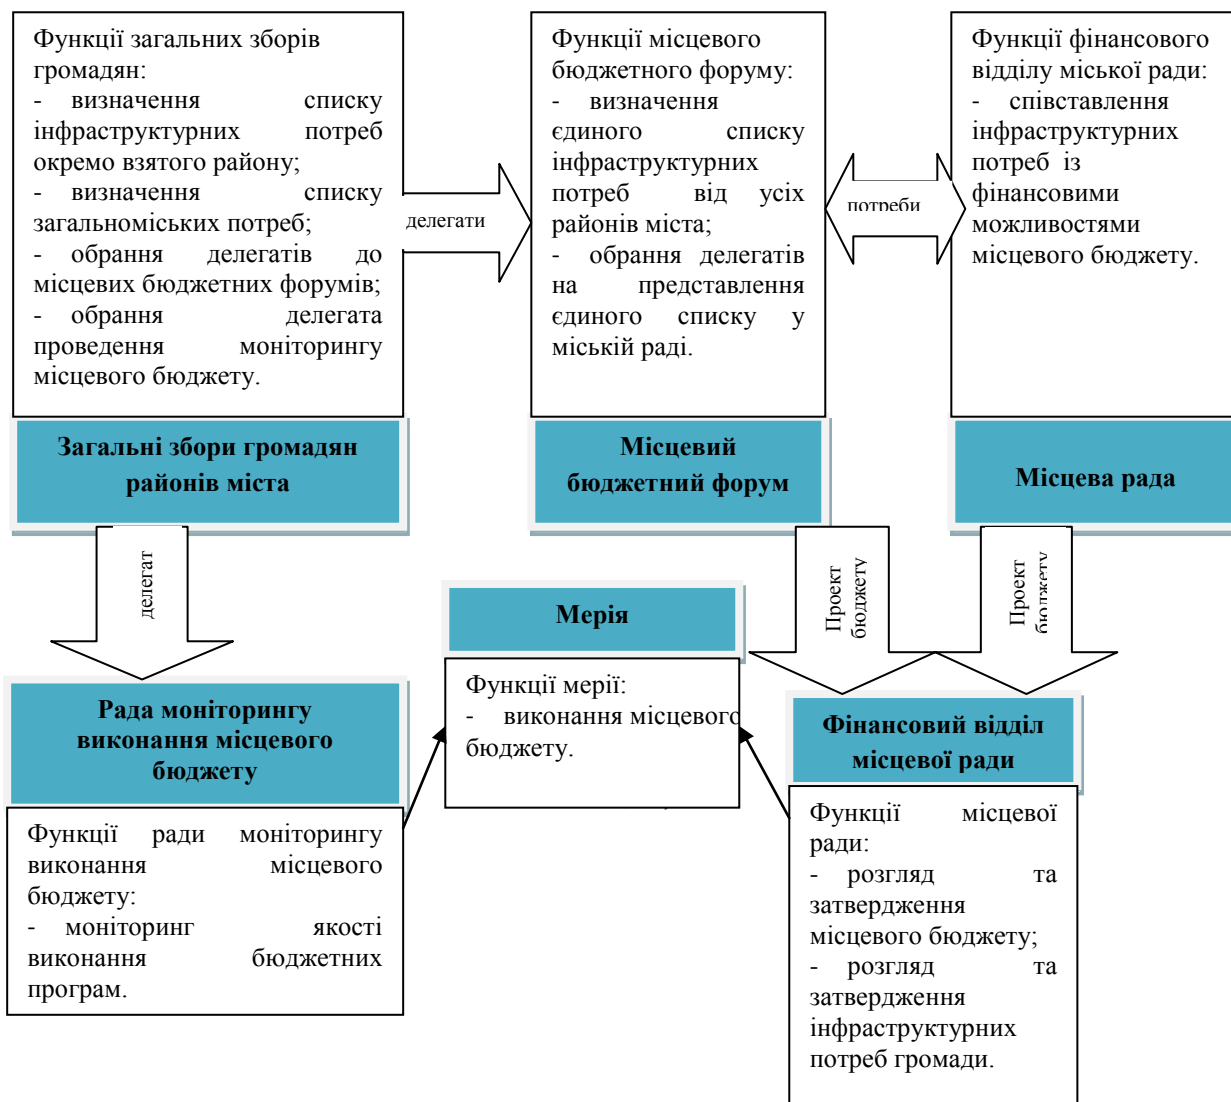 Функції загальних зборів
громадян:
- визначення списку
інфраструктурних потреб
окремо взятого району;
- визначення списку
загальноміських потреб;
- обрання делегатів до
місцевих бюджетних форумів;
- обрання делегата
проведення моніторингу
місцевого бюджету.
Загальні збори громадян
районів міста
делегати
Функції місцевого
бюджетного форуму:
- визначення
єдиного списку
інфраструктурних
потреб від усіх
районів міста;
- обрання делегатів
на представлення
єдиного списку у
міській раді.
Місцевий
бюджетний форум
потреби
Функції фінансового
відділу міської ради:
- співставлення
інфраструктурних
потреб із
фінансовими
можливостями
місцевого бюджету.
Місцева рада
делегат
Проект
бюджету
Проект
бюджету
Рада моніторингу
виконання місцевого
бюджету
Функції ради моніторингу
виконання місцевого
бюджету:
- моніторинг якості
виконання бюджетних
програм.
Мерія
Функції мерії:
- виконання місцевого
бюджету.
Фінансовий відділ
місцевої ради
Функції місцевої
ради:
- розгляд та
затвердження
місцевого бюджету;
- розгляд та
затвердження
інфраструктурних
потреб громади.